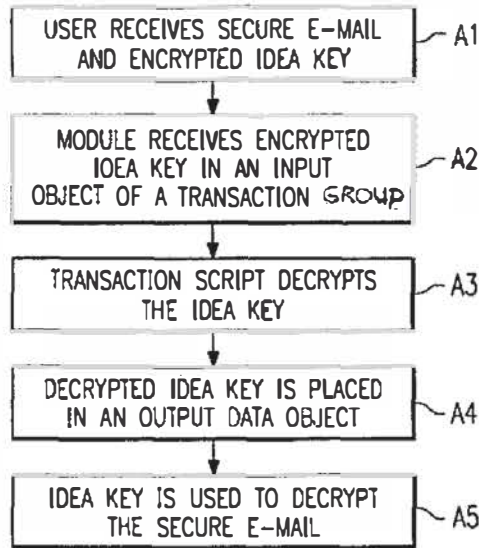 USER RECEIVES SECURE E-MAIL
AND ENCRYPTED IDEA KEY
A1
MODULE RECEIVES ENCRYPTED
IOEA KEY IN AN INPUT
OBJECT OF A TRANSACTION GROUP
A2
TRANSACTION SCRIPT DECRYPTS
THE IDEA KEY
A3
DECRYPTED IDEA KEY IS PLACED
IN AN OUTPUT DATA OBJECT
A4
IDEA KEY IS USED TO DECRYPT
THE SECURE E-MAIL
A5